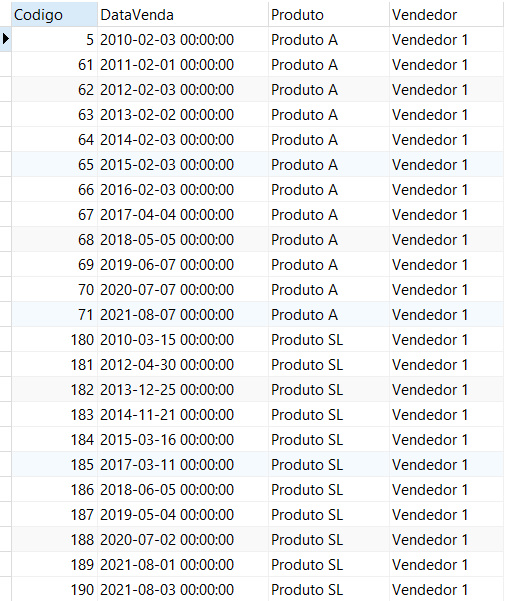 Codigo DataVenda Produto Vendedor
5 2010-02-03 00:00:00 Produto A Vendedor 1
61 2011-02-01 00:00:00 Produto A Vendedor 1
62 2012-02-03 00:00:00 Produto A Vendedor 1
63 2013-02-02 00:00:00 Produto A Vendedor 1
64 2014-02-03 00:00:00 Produto A Vendedor 1
65 2015-02-03 00:00:00 Produto A Vendedor 1
66 2016-02-03 00:00:00 Produto A Vendedor 1
67 2017-04-04 00:00:00 Produto A Vendedor 1
68 2018-05-05 00:00:00 Produto A Vendedor 1
69 2019-06-07 00:00:00 Produto A Vendedor 1
70 2020-07-07 00:00:00 Produto A Vendedor 1
71 2021-08-07 00:00:00 Produto A Vendedor 1
180 2010-03-15 00:00:00 Produto SL Vendedor 1
181 2012-04-30 00:00:00 Produto SL Vendedor 1
182 2013-12-25 00:00:00 Produto SL Vendedor 1
183 2014-11-21 00:00:00 Produto SL Vendedor 1
184 2015-03-16 00:00:00 Produto SL Vendedor 1
185 2017-03-11 00:00:00 Produto SL Vendedor 1
186 2018-06-05 00:00:00 Produto SL Vendedor 1
187 2019-05-04 00:00:00 Produto SL Vendedor 1
188 2020-07-02 00:00:00 Produto SL Vendedor 1
189 2021-08-01 00:00:00 Produto SL Vendedor 1
190 2021-08-03 00:00:00 Produto SL Vendedor 1